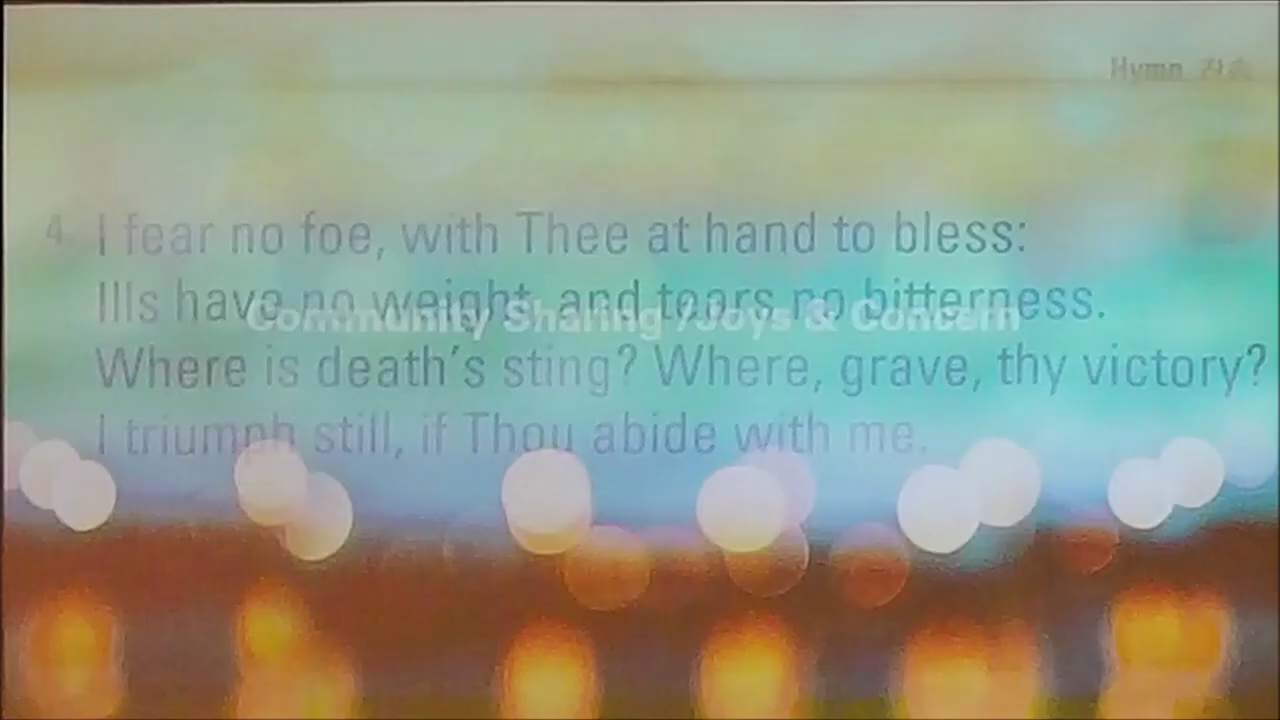 Hymn 찬송
4. I fear no foe, with Thee at hand to bless:
Ills have no weight, and tears no bitterness.
Community Sharing /Joys & Concern
Where is death's sting? Where, grave, thy victory?
I triumph still, if Thou abide with me.